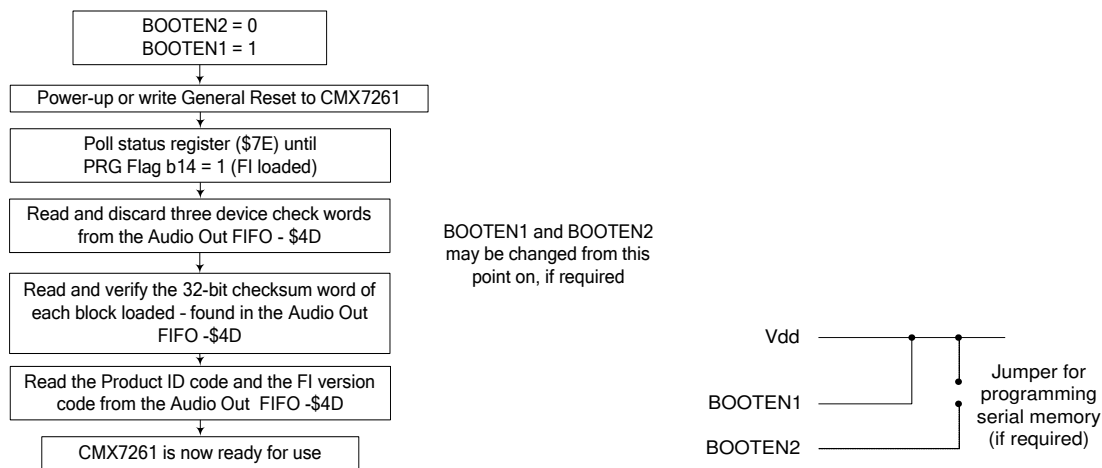 BOOTEN2 = 0
BOOTEN1 = 1
Power-up or write General Reset to CMX7261
Poll status register ($7E) until
PRG Flag b14 = 1 (FI loaded)
Read and discard three device check words
from the Audio Out FIFO - $4D
BOOTEN1 and BOOTEN2
may be changed from this
point on, if required
Read and verify the 32-bit checksum word of
each block loaded - found in the Audio Out
FIFO -$4D
Read the Product ID code and the FI version
code from the Audio Out FIFO -$4D
CMX7261 is now ready for use
Vdd
BOOTEN1
BOOTEN2
Jumper for
programming
serial memory
(if required)